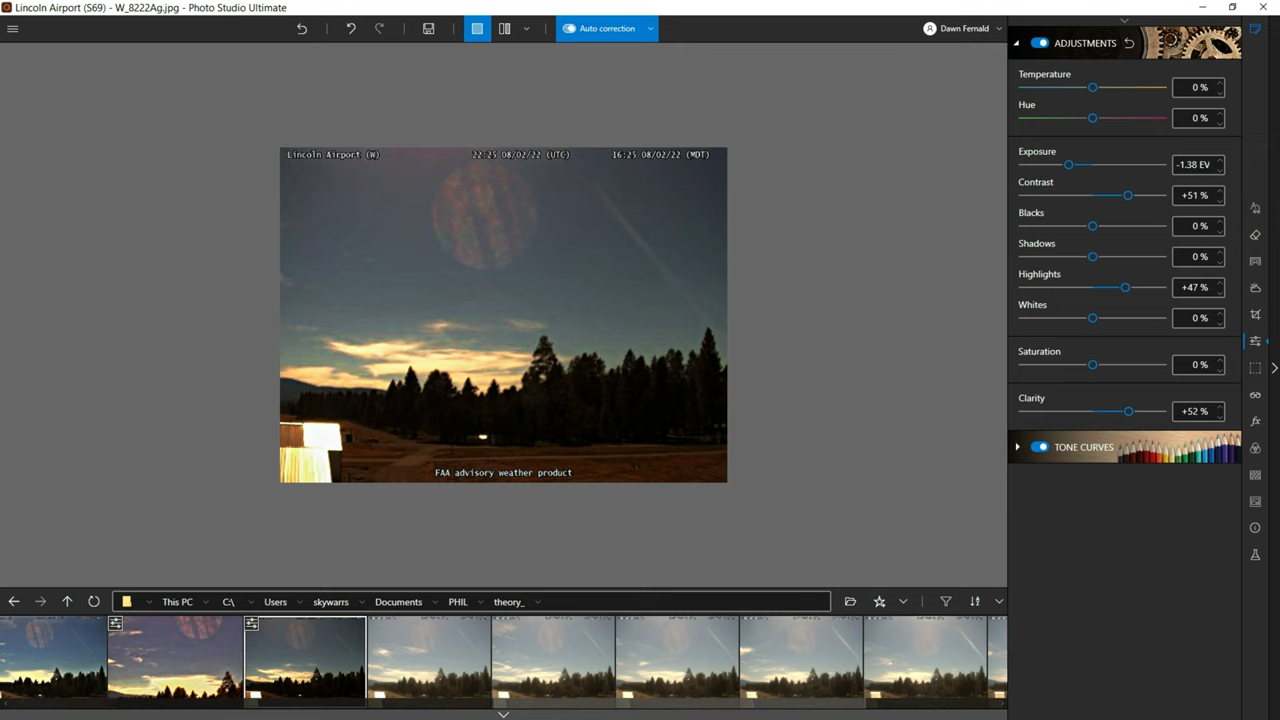 Lincoln Airport (S69) - W_8222Ag.jpg - Photo Studio Ultimate
Auto correction
Dawn Fernald
ADJUSTMENTS
Temperature
0 %
Hue
0 %
Exposure
-1.38 EV
Contrast
+51 %
Blacks
0 %
Shadows
0 %
Highlights
+47 %
Whites
0 %
Saturation
0 %
Clarity
+52 %
TONE CURVES
Lincoln Airport (W) 22:25 08/02/22 (UTC) 16:25 08/02/22 (MDT)
FAA advisory weather product
This PC C:\ Users skywarrs Documents PHIL theory_